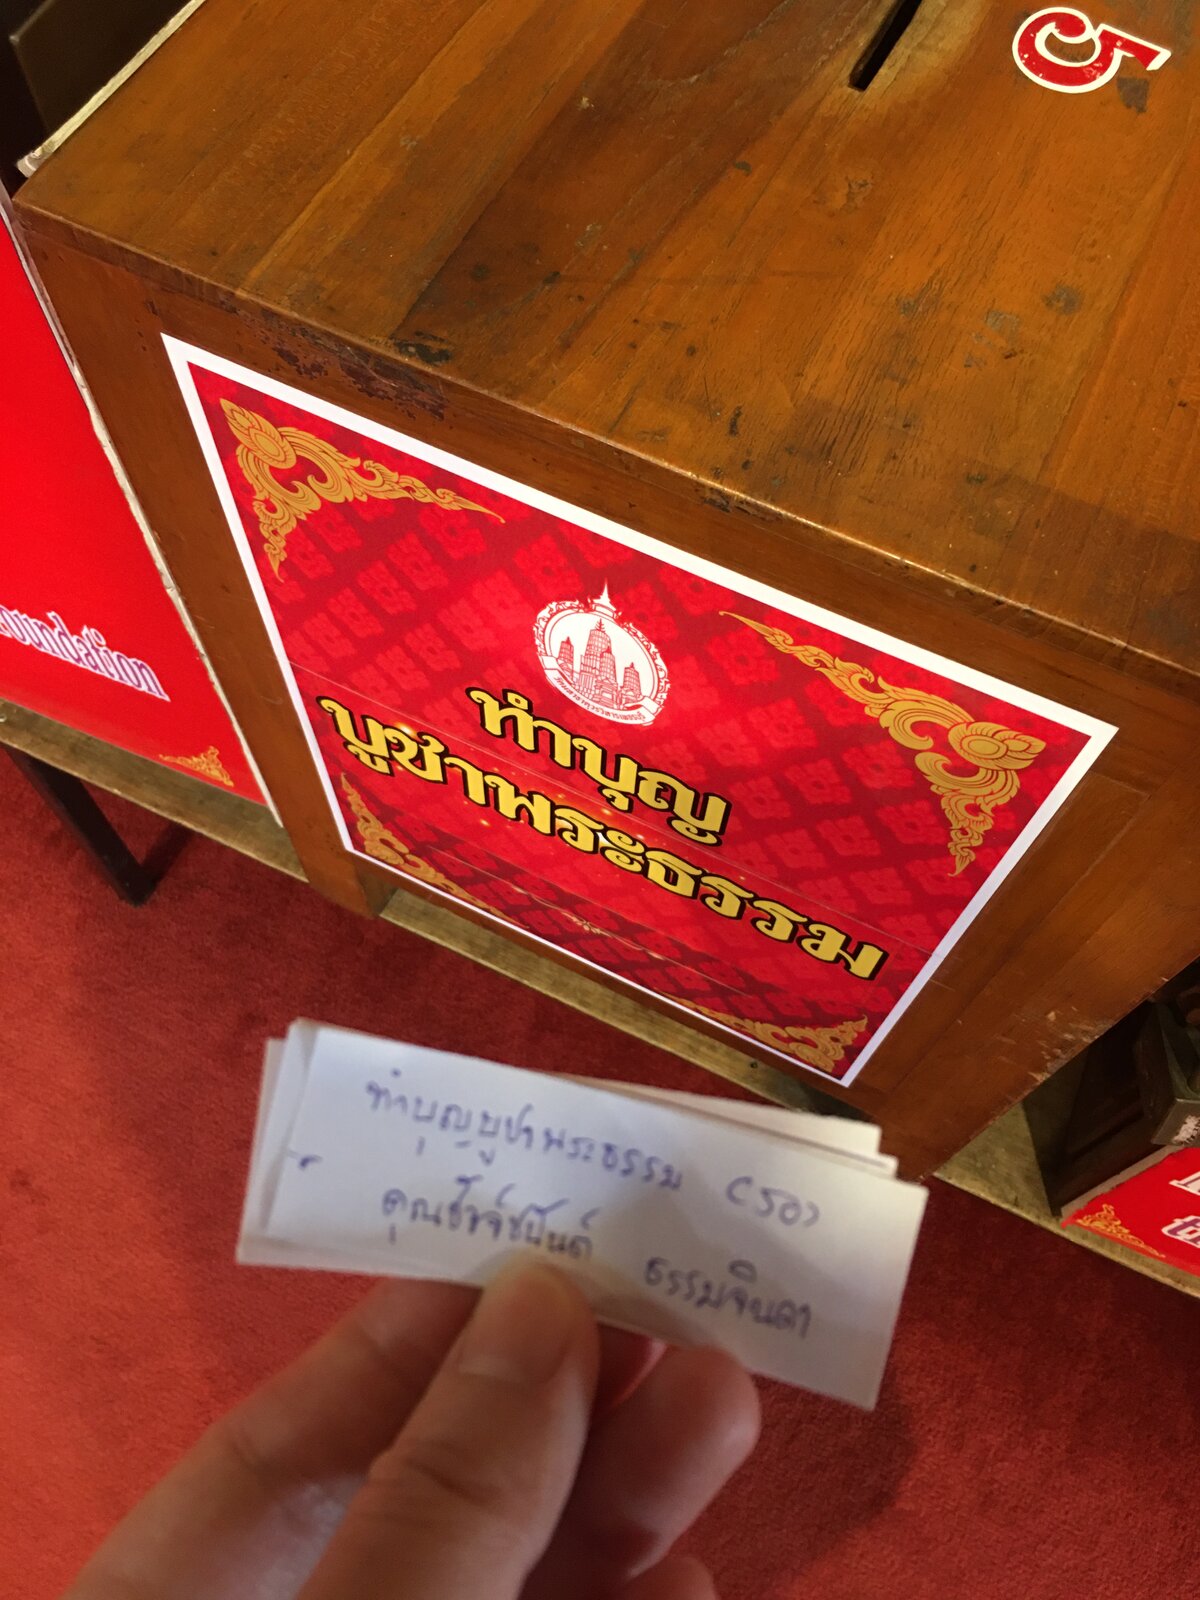 ๕
oundation
ทำบุญ
บูชาพระธรรม
ทำบุญบูชาพระธรรม (50)
ธรรมจินดา